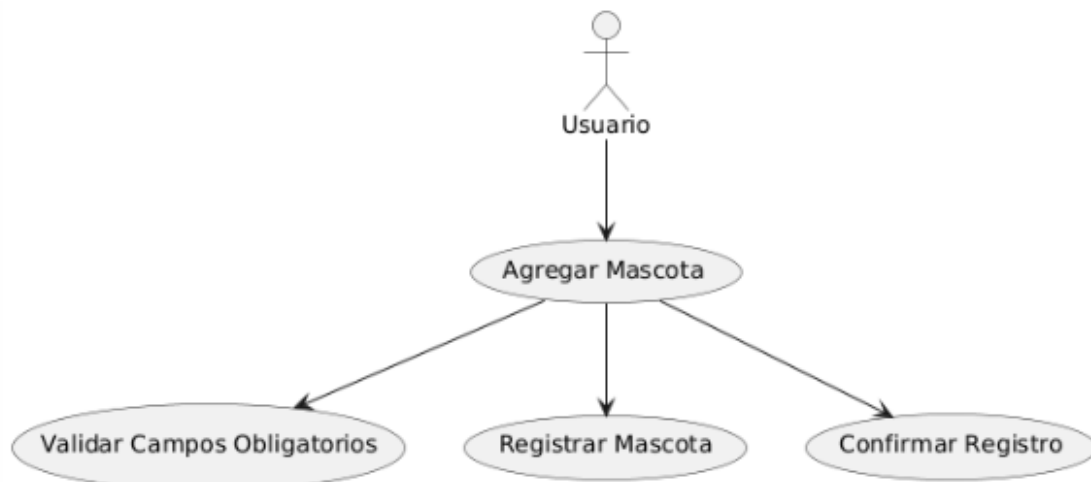 Usuario
Agregar Mascota
Validar Campos Obligatorios
Registrar Mascota
Confirmar Registro